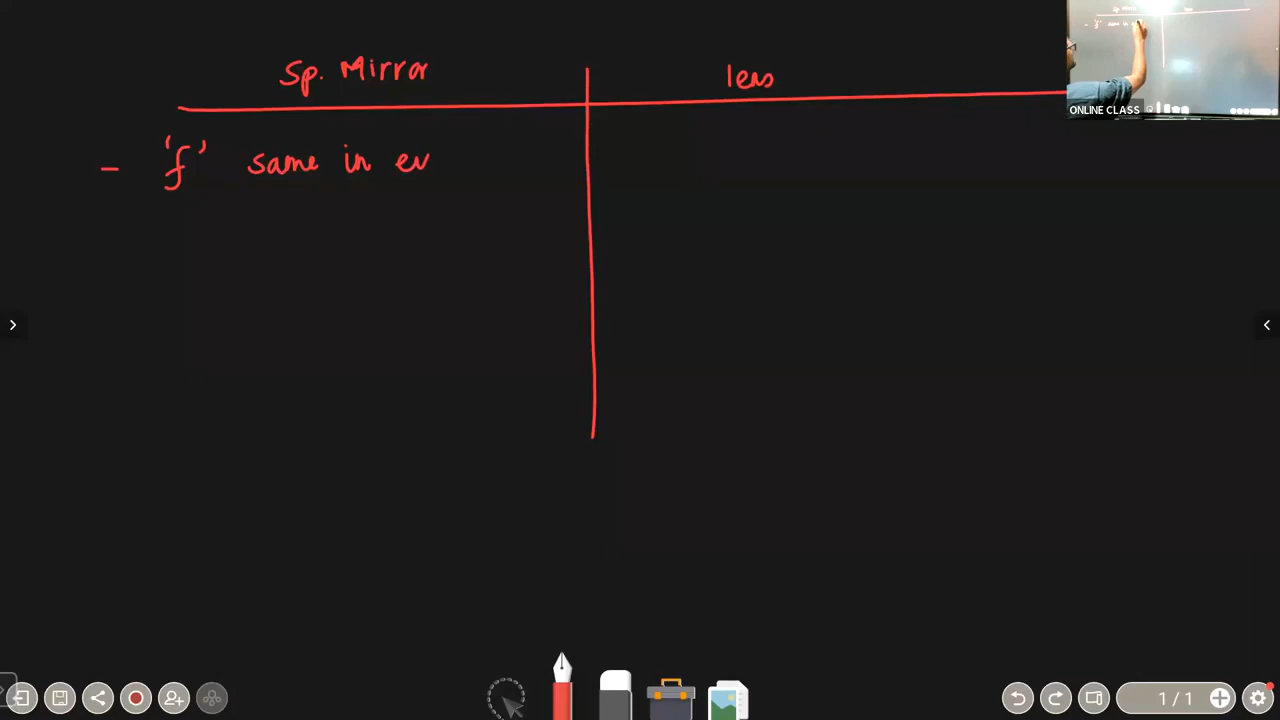 Sp. Mirror lens
- 'f' same in ev
ONLINE CLASS
1/1